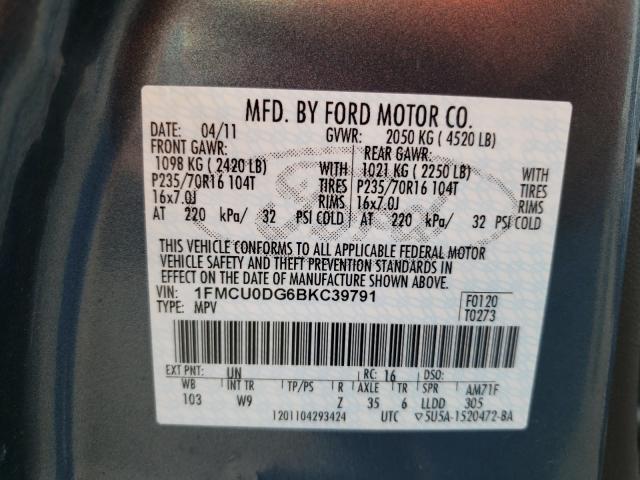 MFD. BY FORD MOTOR CO.
DATE: 04/11 GVWR: 2050 KG ( 4520 LB)
FRONT GAWR: REAR GAWR:
1098 KG ( 2420 LB) WITH 1021 KG ( 2250 LB) WITH
P235/70R16 104T TIRES P235/70R16 104T TIRES
16x7.0J RIMS 16x7.0J RIMS
AT 220 kPa/ 32 PSI COLD AT 220 kPa/ 32 PSI COLD
THIS VEHICLE CONFORMS TO ALL APPLICABLE FEDERAL MOTOR
VEHICLE SAFETY AND THEFT PREVENTION STANDARDS IN
EFFECT ON THE DATE OF MANUFACTURE SHOWN ABOVE.
VIN: 1FMCU0DG6BKC39791 F0120
TYPE: MPV T0273
EXT PNT: UN RC: 16 DSO:
WB INT TR TP/PS R AXLE TR SPR AM71F
103 W9 Z 35 6 LLDD 305
1201104293424 UTC ▽5U5A-1520472-BA
Ford